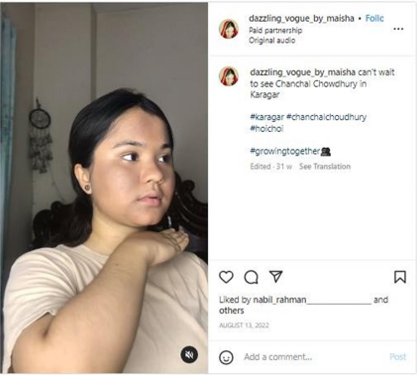 dazzling_vogue_by_maisha • Follc
Paid partnership
Original audio
dazzling_vogue_by_maisha can't wait
to see Chanchal Chowdhury in
Karagar
#karagar #chanchalchoudhury
#hoichoi
#growingtogether
Edited · 31 w See Translation
Liked by nabil_rahman__________________ and
others
AUGUST 13, 2022
Add a comment...
Post